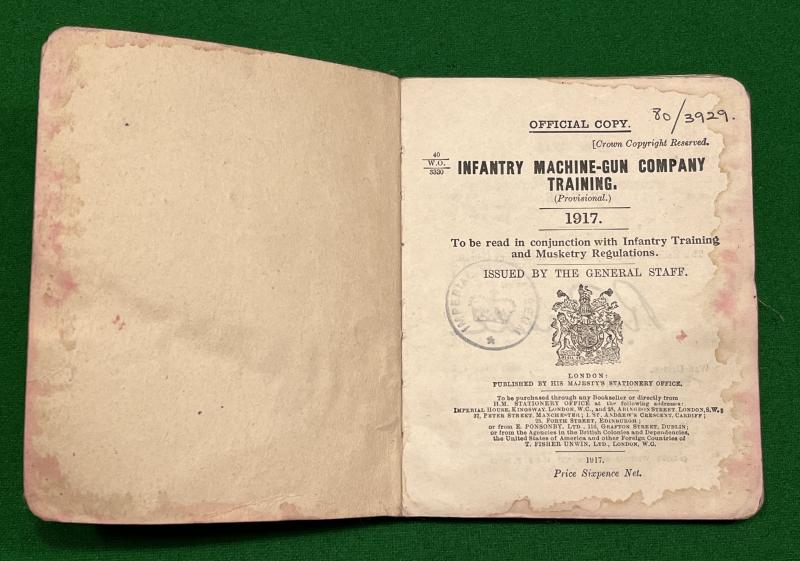 OFFICIAL COPY.
80/3929.
[Crown Copyright Reserved.
40
W.O.
3330
INFANTRY MACHINE-GUN COMPANY
TRAINING.
(Provisional.)
1917.
To be read in conjunction with Infantry Training
and Musketry Regulations.
ISSUED BY THE GENERAL STAFF.
IMPERIAL
LONDON:
PUBLISHED BY HIS MAJESTY'S STATIONERY OFFICE.
To be purchased through any Bookseller or directly from
H.M. STATIONERY OFFICE at the following addresses:
IMPERIAL HOUSE, KINGSWAY, LONDON, W.C., and 28, ABINGDON STREET, LONDON, S.W.;
37, PETER STREET, MANCHESTER; 1, ST. ANDREW'S CRESCENT, CARDIFF;
23, FORTH STREET, EDINBURGH;
or from E. PONSONBY, LTD., 116, GRAFTON STREET, DUBLIN;
or from the Agencies in the British Colonies and Dependencies,
the United States of America and other Foreign Countries of
T. FISHER UNWIN, LTD., LONDON, W.C.
1917.
Price Sixpence Net.